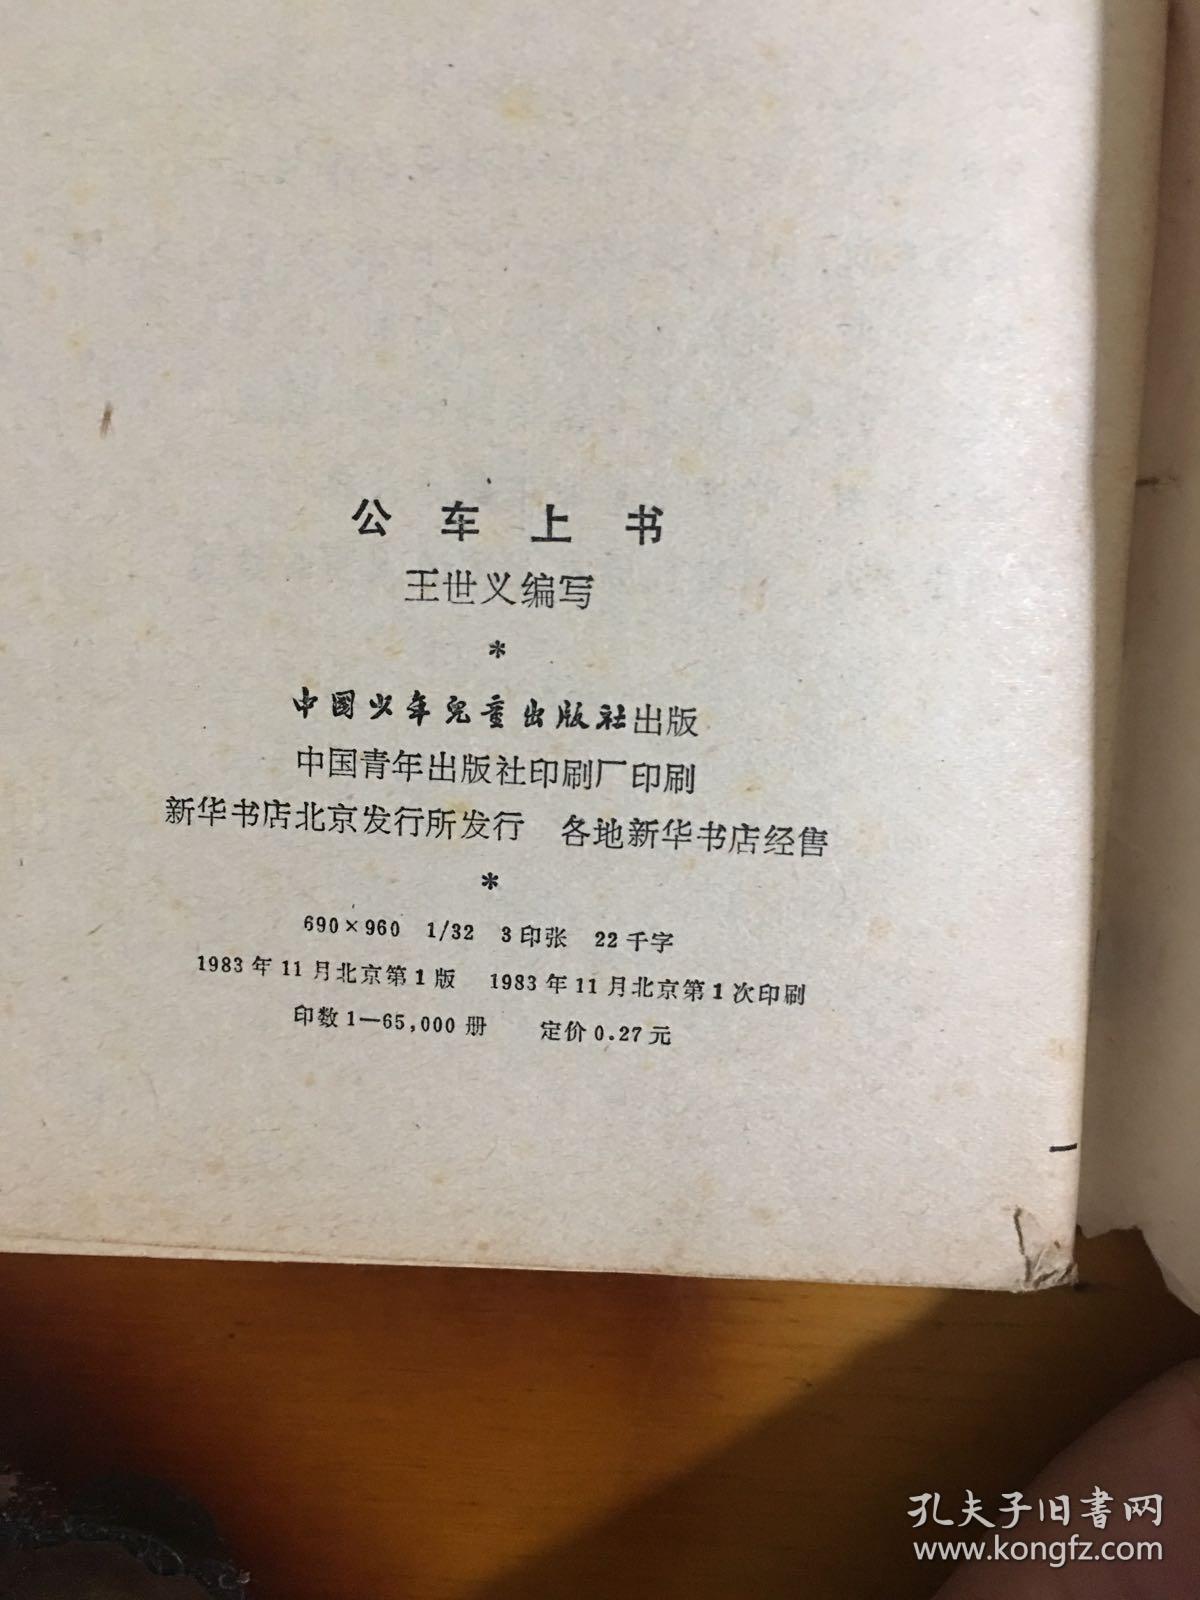 公车上书
王世义编写
*
中国少年儿童出版社出版
中国青年出版社印刷厂印刷
新华书店北京发行所发行 各地新华书店经售
*
690×960 1/32 3印张 22千字
1983年11月北京第1版 1983年11月北京第1次印刷
印数1—65,000册 定价0.27元
孔夫子旧書网
www.kongfz.com